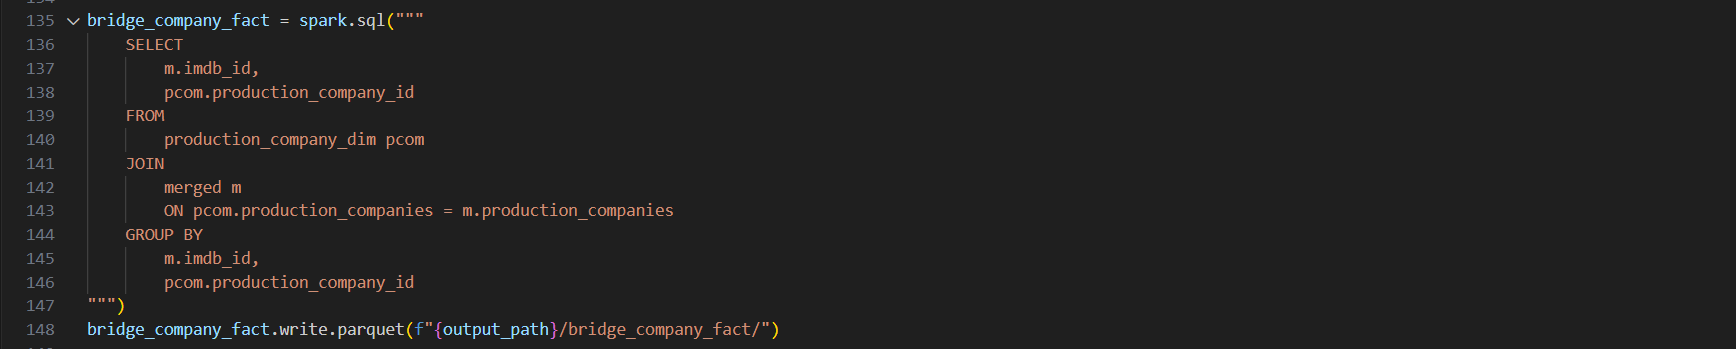 135 bridge_company_fact = spark.sql("""
136 SELECT
137 m.imdb_id,
138 pcom.production_company_id
139 FROM
140 production_company_dim pcom
141 JOIN
142 merged m
143 ON pcom.production_companies = m.production_companies
144 GROUP BY
145 m.imdb_id,
146 pcom.production_company_id
147 """)
148 bridge_company_fact.write.parquet(f"{output_path}/bridge_company_fact/")